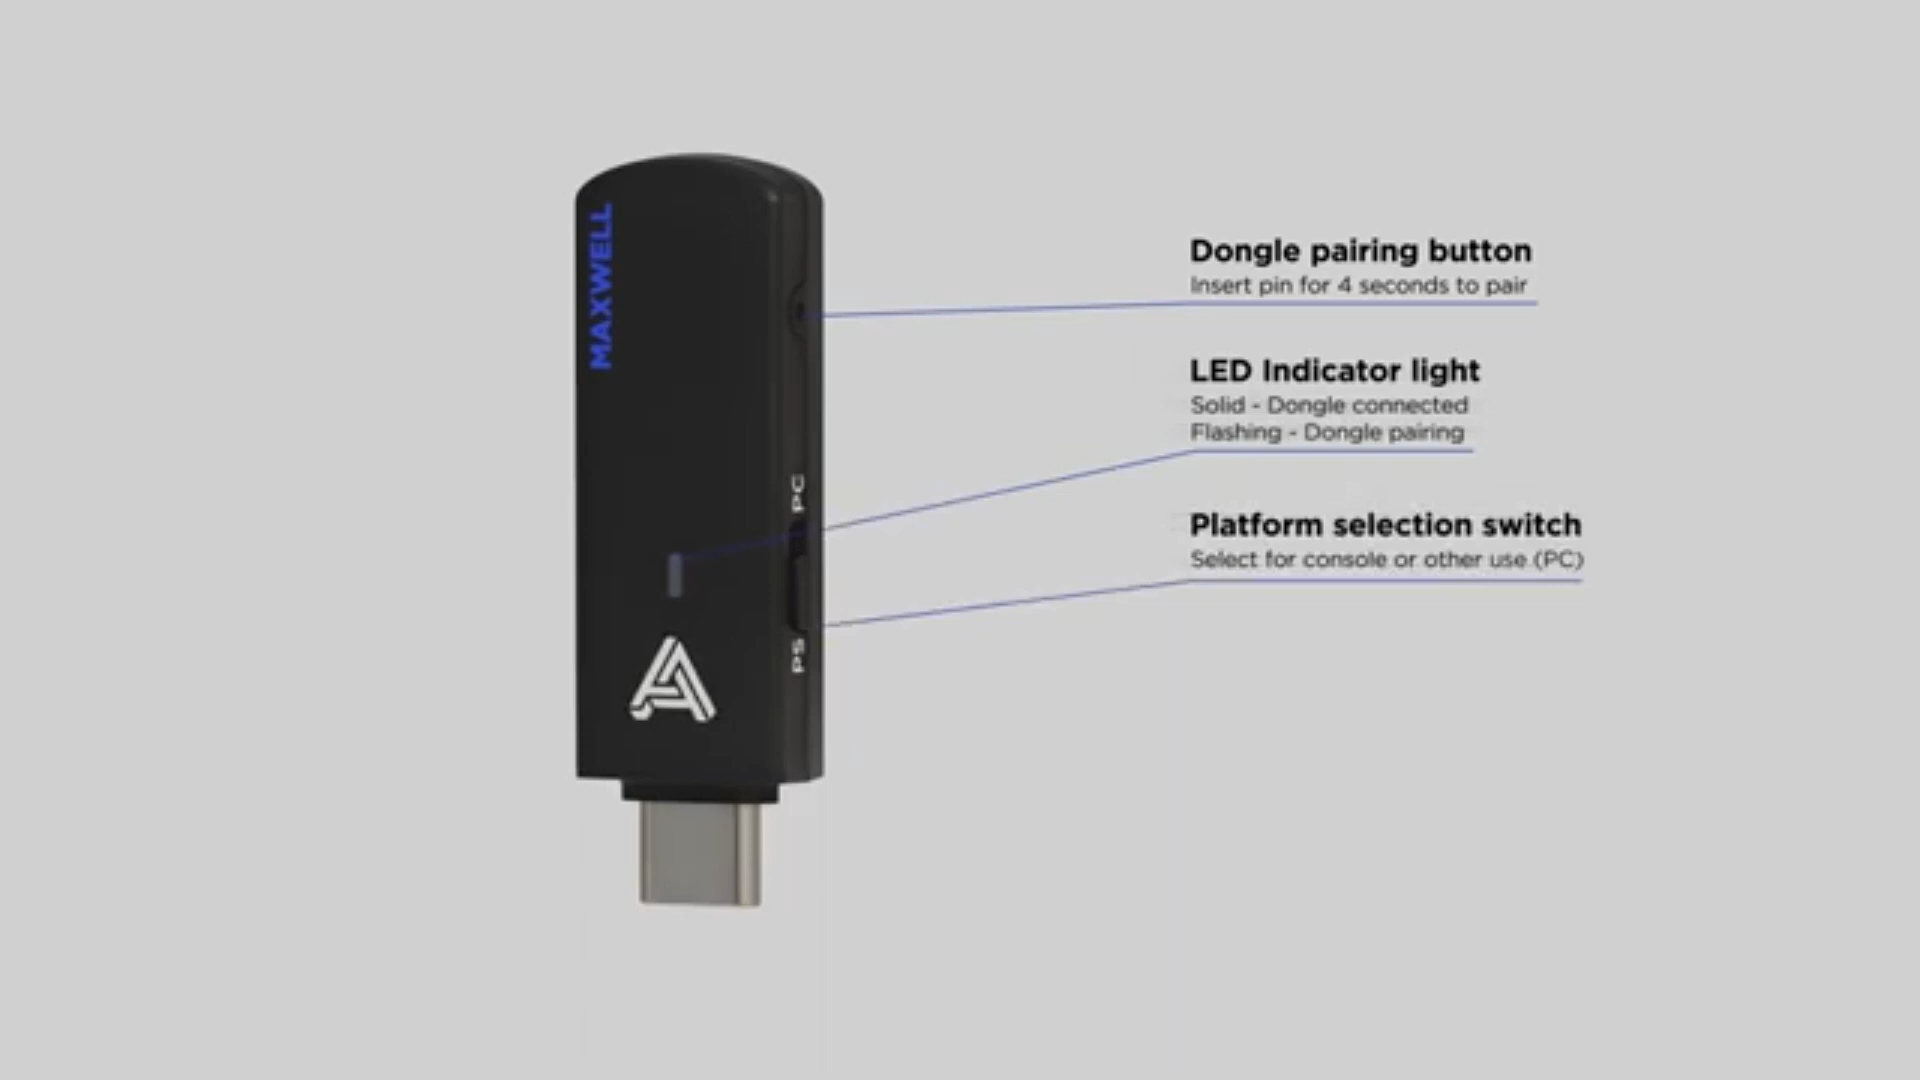 MAXWELL
Dongle pairing button
Insert pin for 4 seconds to pair
LED Indicator light
Solid - Dongle connected
Flashing - Dongle pairing
PC
Platform selection switch
Select for console or other use (PC)
PS